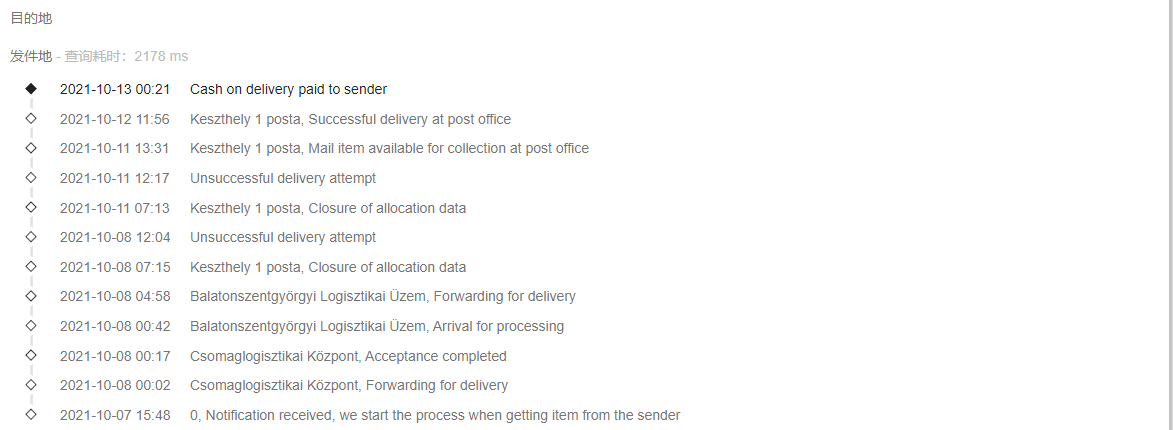 目的地
发件地 - 查询耗时：2178 ms
2021-10-13 00:21 Cash on delivery paid to sender
2021-10-12 11:56 Keszthely 1 posta, Successful delivery at post office
2021-10-11 13:31 Keszthely 1 posta, Mail item available for collection at post office
2021-10-11 12:17 Unsuccessful delivery attempt
2021-10-11 07:13 Keszthely 1 posta, Closure of allocation data
2021-10-08 12:04 Unsuccessful delivery attempt
2021-10-08 07:15 Keszthely 1 posta, Closure of allocation data
2021-10-08 04:58 Balatonszentgyörgyi Logisztikai Üzem, Forwarding for delivery
2021-10-08 00:42 Balatonszentgyörgyi Logisztikai Üzem, Arrival for processing
2021-10-08 00:17 Csomaglogisztikai Központ, Acceptance completed
2021-10-08 00:02 Csomaglogisztikai Központ, Forwarding for delivery
2021-10-07 15:48 0, Notification received, we start the process when getting item from the sender